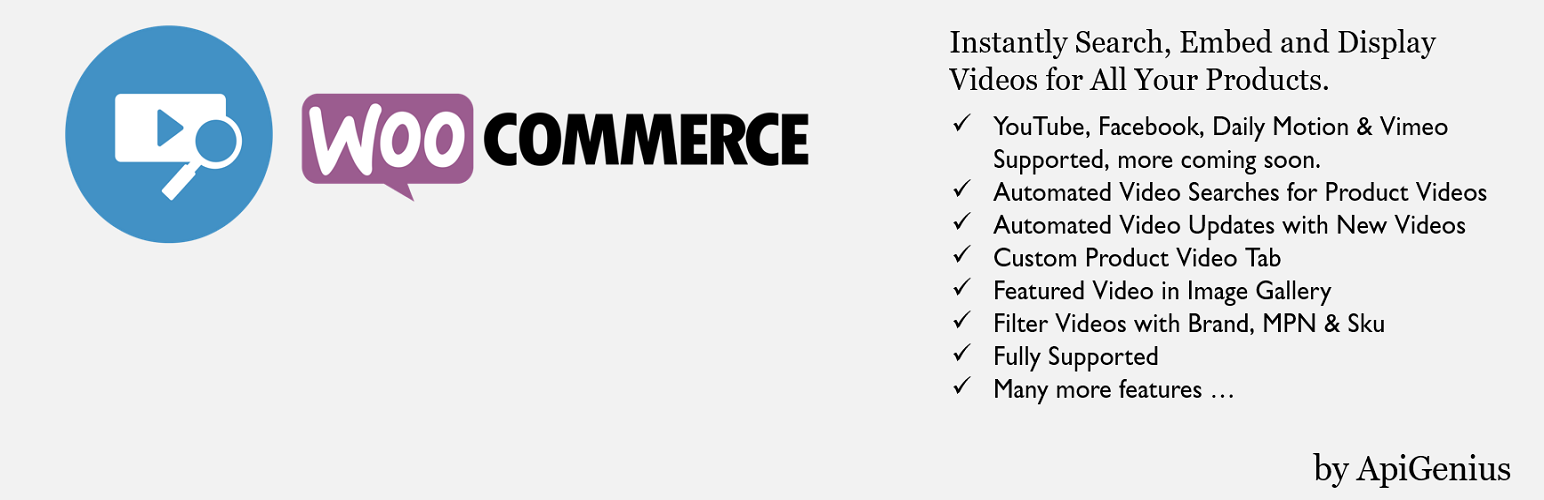 WOO COMMERCE
Instantly Search, Embed and Display
Videos for All Your Products.
✓ YouTube, Facebook, Daily Motion & Vimeo
Supported, more coming soon.
✓ Automated Video Searches for Product Videos
✓ Automated Video Updates with New Videos
✓ Custom Product Video Tab
✓ Featured Video in Image Gallery
✓ Filter Videos with Brand, MPN & Sku
✓ Fully Supported
✓ Many more features …
by ApiGenius